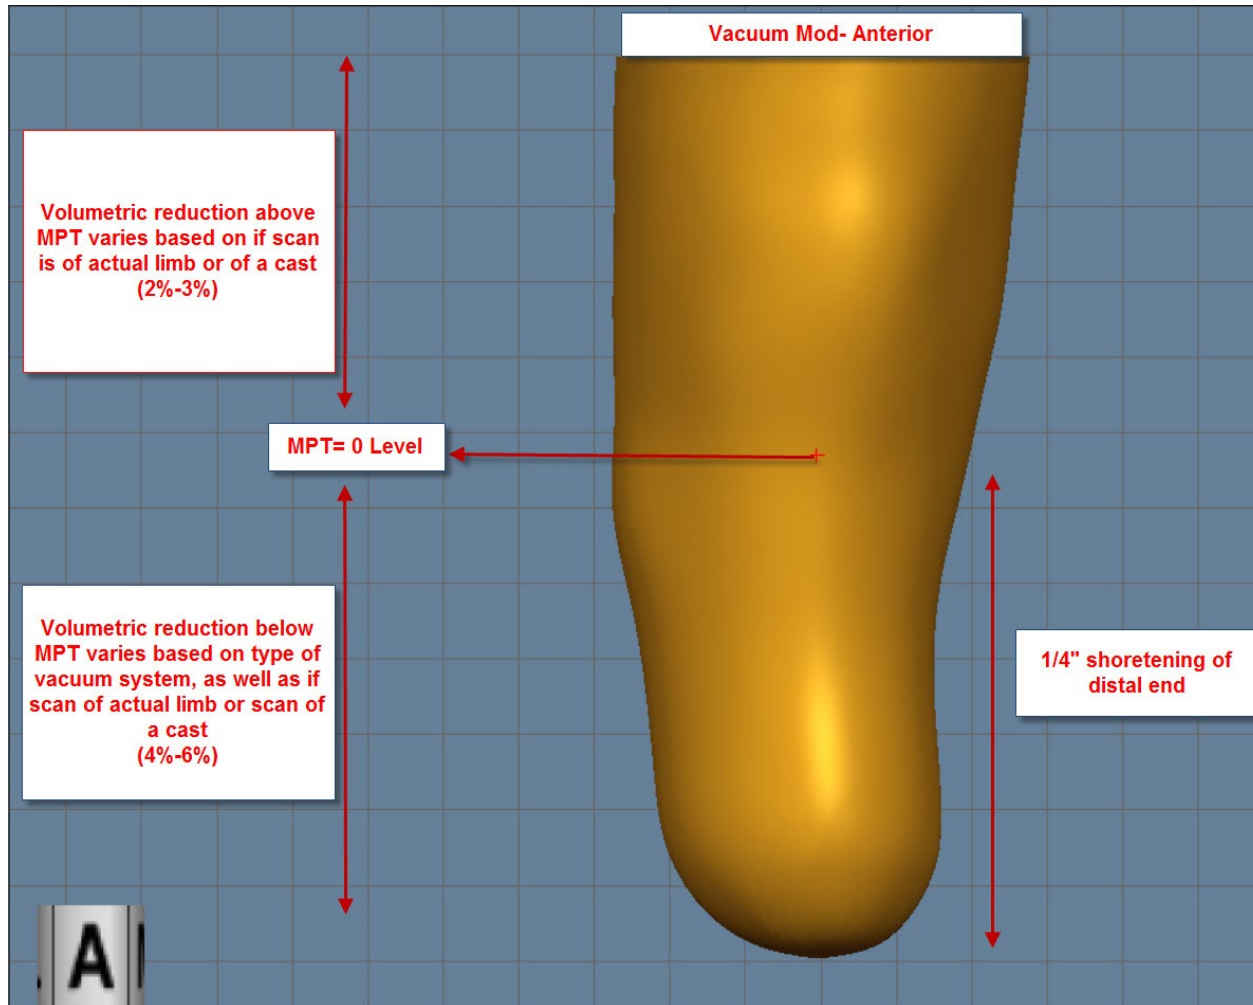 Vacuum Mod- Anterior
Volumetric reduction above
MPT varies based on if scan
is of actual limb or of a cast
(2%-3%)
MPT= 0 Level
Volumetric reduction below
MPT varies based on type of
vacuum system, as well as if
scan of actual limb or scan of
a cast
(4%-6%)
1/4" shoretening of
distal end
A